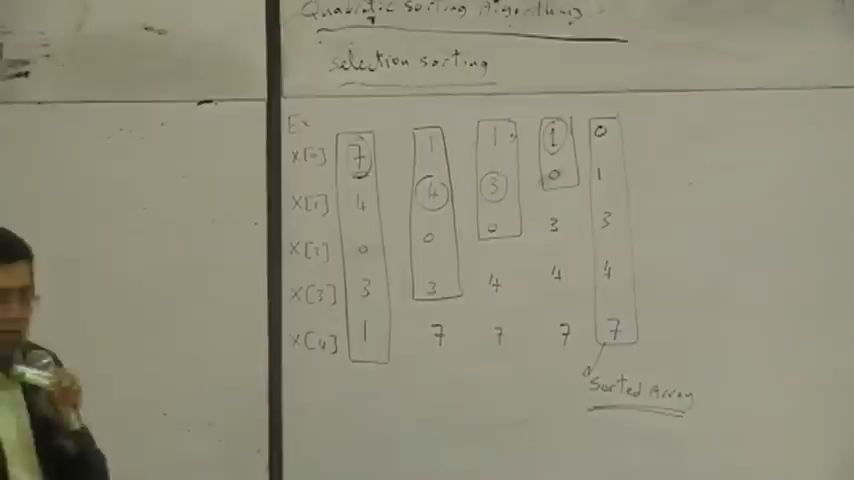 Quadratic Sorting Algorithms
selection sorting
Ex
X[0] 7 1 1 1 0
X[1] 4 4 3 0 1
X[2] 0 0 0 3 3
X[3] 3 3 4 4 4
X[4] 1 7 7 7 7
Sorted Array